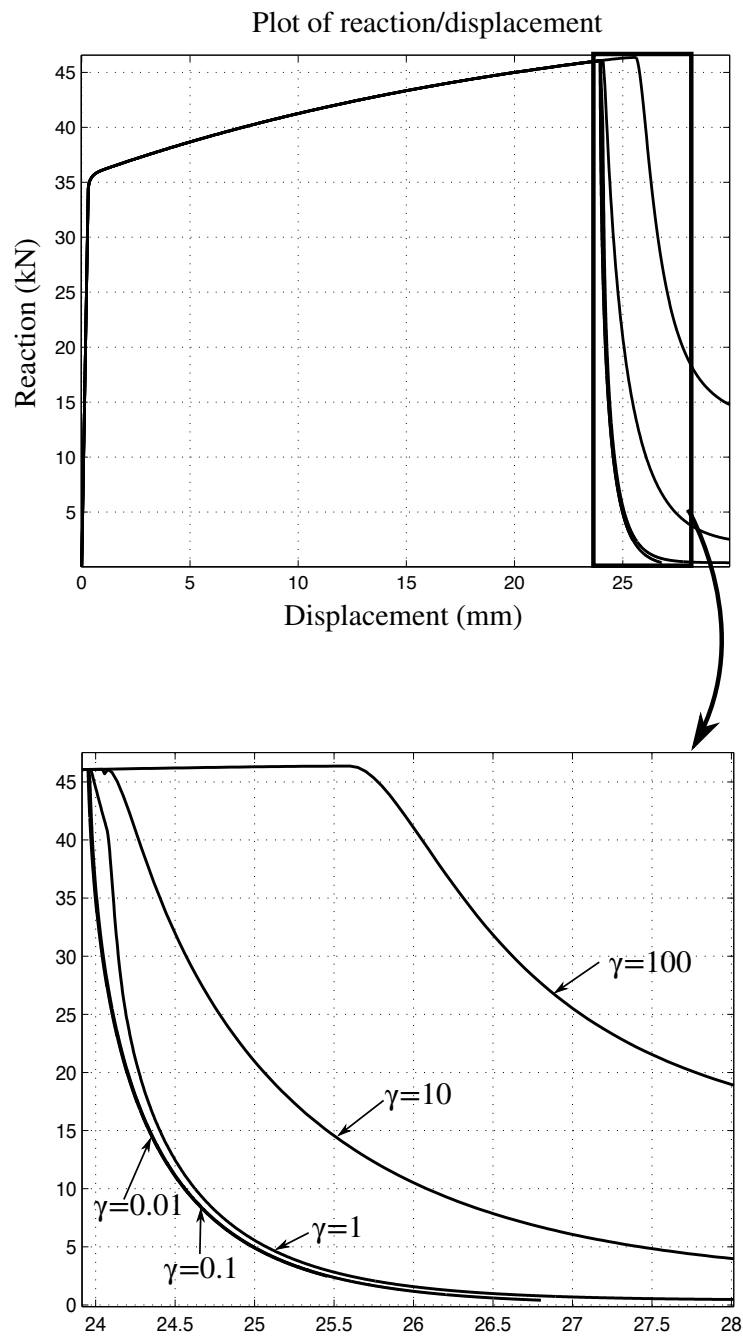 Plot of reaction/displacement
45
40
35
30
25
20
15
10
5
Reaction (kN)
0 5 10 15 20 25
Displacement (mm)
45
40
35
30
25
20
15
10
5
0
γ=100
γ=10
γ=0.01
γ=1
γ=0.1
24 24.5 25 25.5 26 26.5 27 27.5 28